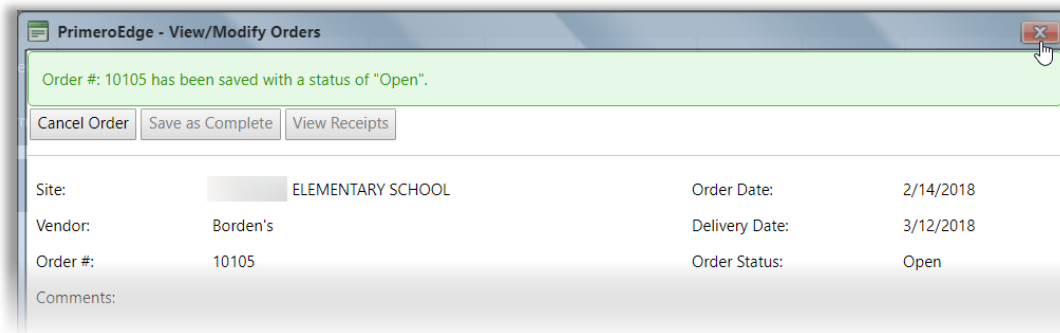 PrimeroEdge - View/Modify Orders
Order #: 10105 has been saved with a status of "Open".
Cancel Order Save as Complete View Receipts
Site: ELEMENTARY SCHOOL Order Date: 2/14/2018
Vendor: Borden's Delivery Date: 3/12/2018
Order #: 10105 Order Status: Open
Comments: